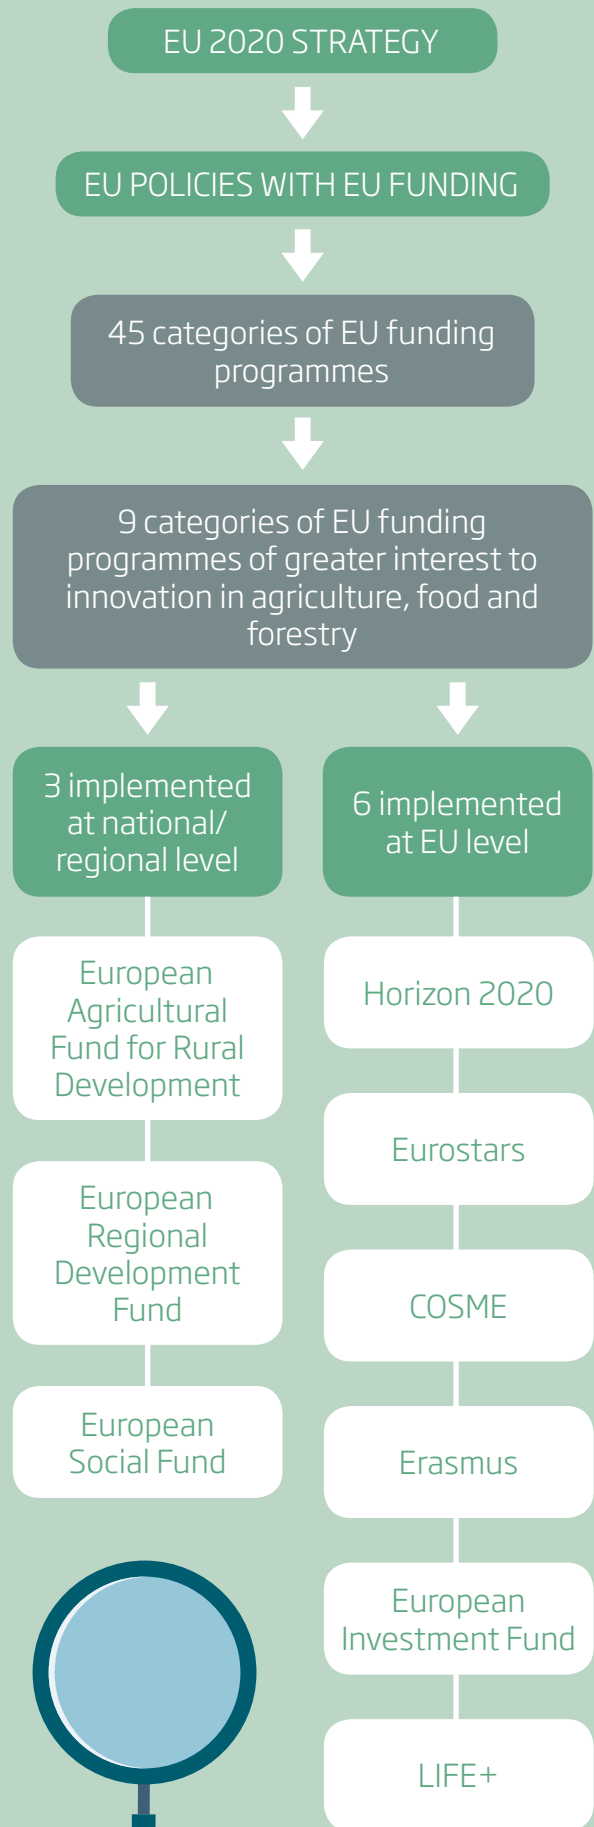 EU 2020 STRATEGY
EU POLICIES WITH EU FUNDING
45 categories of EU funding
programmes
9 categories of EU funding
programmes of greater interest to
innovation in agriculture, food and
forestry
3 implemented
at national/
regional level
European
Agricultural
Fund for Rural
Development
European
Regional
Development
Fund
European
Social Fund
6 implemented
at EU level
Horizon 2020
Eurostars
COSME
Erasmus
European
Investment Fund
LIFE+